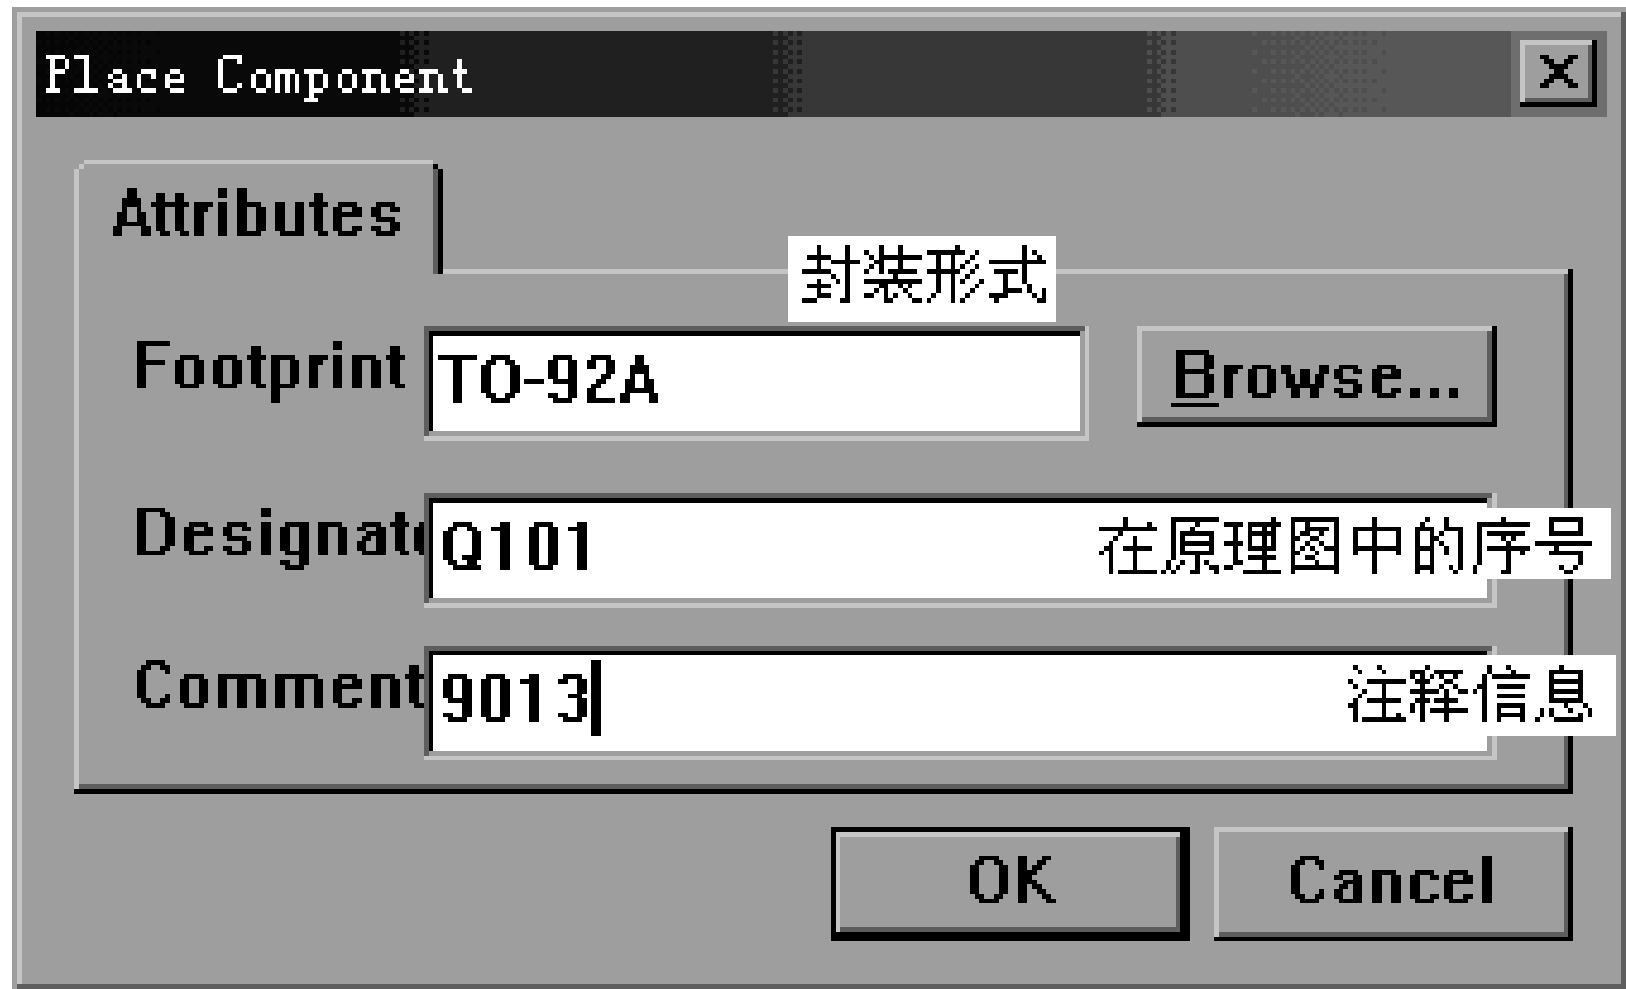 Place Component
Attributes
封装形式
Footprint TO-92A Browse...
Designato Q101 在原理图中的序号
Comment 9013 注释信息
OK Cancel